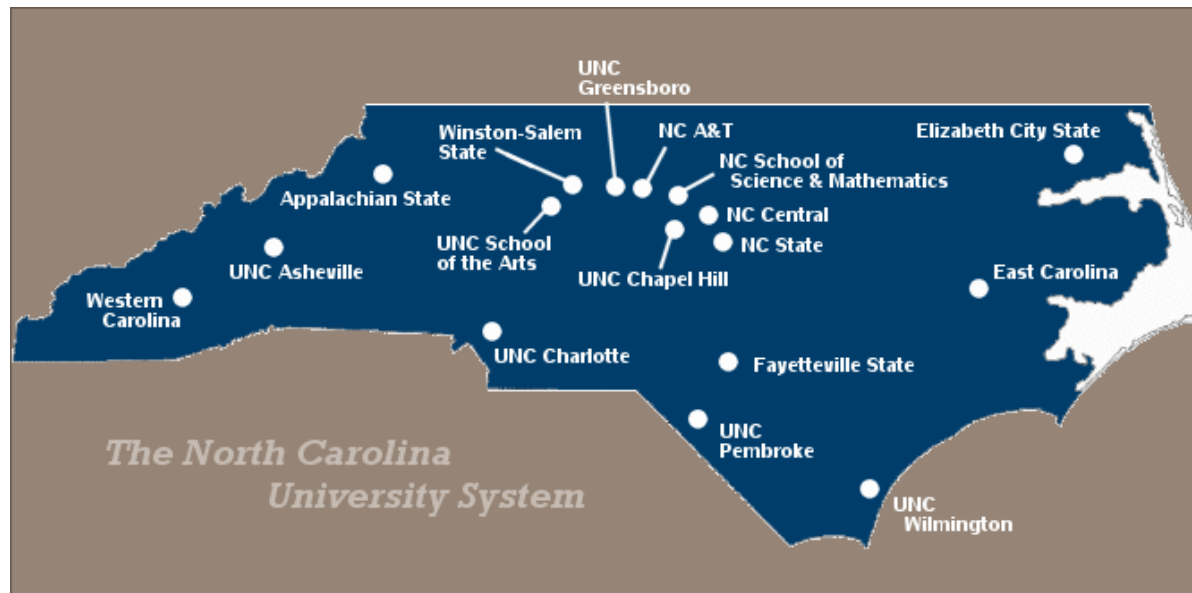 UNC
Greensboro
Winston-Salem
State
NC A&T
Elizabeth City State
NC School of
Science & Mathematics
Appalachian State
NC Central
UNC School
of the Arts
NC State
UNC Asheville
UNC Chapel Hill
East Carolina
Western
Carolina
UNC Charlotte
Fayetteville State
UNC
Pembroke
The North Carolina
University System
UNC
Wilmington